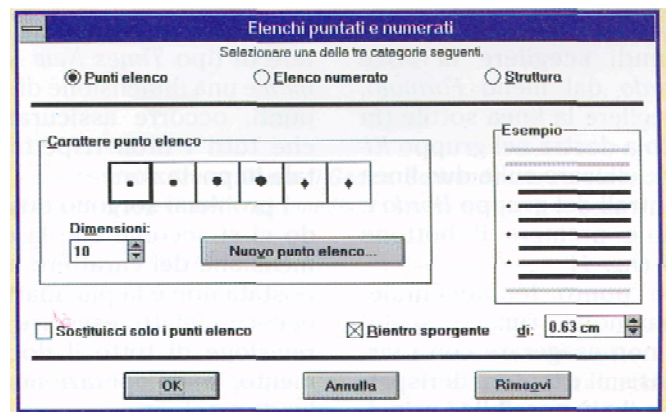 Elenchi puntati e numerati
Selezionare una delle tre categorie seguenti.
Punti elenco Elenco numerato Struttura
Carattere punto elenco Esempio
Dimensioni:
10 Nuovo punto elenco...
Sostituisci solo i punti elenco Rientro sporgente di: 0.63 cm
OK Annulla Rimuovi